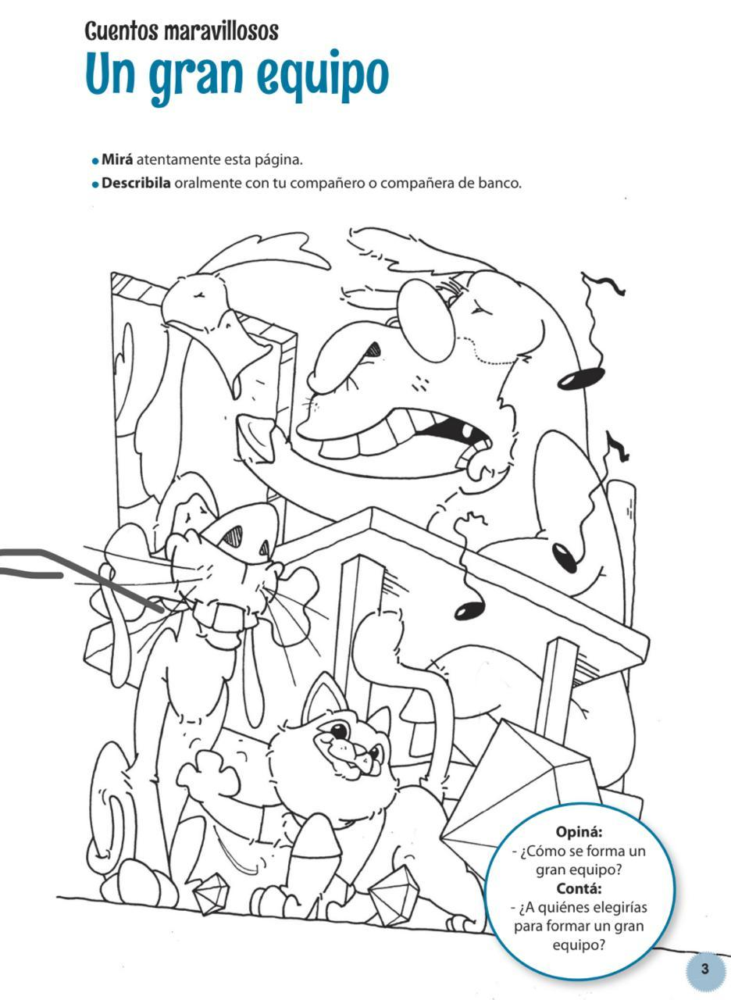 Cuentos maravillosos
Un gran equipo
• Mirá atentamente esta página.
• Describila oralmente con tu compañero o compañera de banco.
Opiná:
- ¿Cómo se forma un
gran equipo?
Contá:
- ¿A quiénes elegirías
para formar un gran
equipo?
3